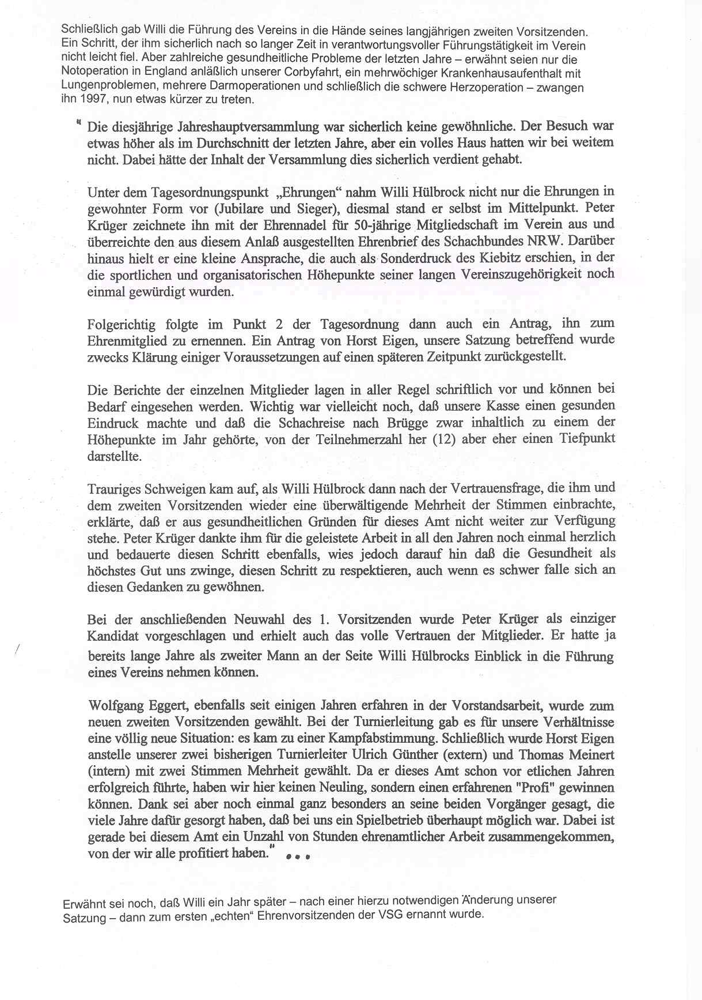 Schließlich gab Willi die Führung des Vereins in die Hände seines langjährigen zweiten Vorsitzenden.
Ein Schritt, der ihm sicherlich nach so langer Zeit in verantwortungsvoller Führungstätigkeit im Verein
nicht leicht fiel. Aber zahlreiche gesundheitliche Probleme der letzten Jahre – erwähnt seien nur die
Notoperation in England anläßlich unserer Corbyfahrt, ein mehrwöchiger Krankenhausaufenthalt mit
Lungenproblemen, mehrere Darmoperationen und schließlich die schwere Herzoperation – zwangen
ihn 1997, nun etwas kürzer zu treten.
" Die diesjährige Jahreshauptversammlung war sicherlich keine gewöhnliche. Der Besuch war
etwas höher als im Durchschnitt der letzten Jahre, aber ein volles Haus hatten wir bei weitem
nicht. Dabei hätte der Inhalt der Versammlung dies sicherlich verdient gehabt.
Unter dem Tagesordnungspunkt „Ehrungen“ nahm Willi Hülbrock nicht nur die Ehrungen in
gewohnter Form vor (Jubilare und Sieger), diesmal stand er selbst im Mittelpunkt. Peter
Krüger zeichnete ihn mit der Ehrennadel für 50-jährige Mitgliedschaft im Verein aus und
überreichte den aus diesem Anlaß ausgestellten Ehrenbrief des Schachbundes NRW. Darüber
hinaus hielt er eine kleine Ansprache, die auch als Sonderdruck des Kiebitz erschien, in der
die sportlichen und organisatorischen Höhepunkte seiner langen Vereinszugehörigkeit noch
einmal gewürdigt wurden.
Folgerichtig folgte im Punkt 2 der Tagesordnung dann auch ein Antrag, ihn zum
Ehrenmitglied zu ernennen. Ein Antrag von Horst Eigen, unsere Satzung betreffend wurde
zwecks Klärung einiger Voraussetzungen auf einen späteren Zeitpunkt zurückgestellt.
Die Berichte der einzelnen Mitglieder lagen in aller Regel schriftlich vor und können bei
Bedarf eingesehen werden. Wichtig war vielleicht noch, daß unsere Kasse einen gesunden
Eindruck machte und daß die Schachreise nach Brügge zwar inhaltlich zu einem der
Höhepunkte im Jahr gehörte, von der Teilnehmerzahl her (12) aber eher einen Tiefpunkt
darstellte.
Trauriges Schweigen kam auf, als Willi Hülbrock dann nach der Vertrauensfrage, die ihm und
dem zweiten Vorsitzenden wieder eine überwältigende Mehrheit der Stimmen einbrachte,
erklärte, daß er aus gesundheitlichen Gründen für dieses Amt nicht weiter zur Verfügung
stehe. Peter Krüger dankte ihm für die geleistete Arbeit in all den Jahren noch einmal herzlich
und bedauerte diesen Schritt ebenfalls, wies jedoch darauf hin daß die Gesundheit als
höchstes Gut uns zwinge, diesen Schritt zu respektieren, auch wenn es schwer falle sich an
diesen Gedanken zu gewöhnen.
Bei der anschließenden Neuwahl des 1. Vorsitzenden wurde Peter Krüger als einziger
Kandidat vorgeschlagen und erhielt auch das volle Vertrauen der Mitglieder. Er hatte ja
bereits lange Jahre als zweiter Mann an der Seite Willi Hülbrocks Einblick in die Führung
eines Vereins nehmen können.
Wolfgang Eggert, ebenfalls seit einigen Jahren erfahren in der Vorstandsarbeit, wurde zum
neuen zweiten Vorsitzenden gewählt. Bei der Turnierleitung gab es für unsere Verhältnisse
eine völlig neue Situation: es kam zu einer Kampfabstimmung. Schließlich wurde Horst Eigen
anstelle unserer zwei bisherigen Turnierleiter Ulrich Günther (extern) und Thomas Meinert
(intern) mit zwei Stimmen Mehrheit gewählt. Da er dieses Amt schon vor etlichen Jahren
erfolgreich führte, haben wir hier keinen Neuling, sondern einen erfahrenen "Profi" gewinnen
können. Dank sei aber noch einmal ganz besonders an seine beiden Vorgänger gesagt, die
viele Jahre dafür gesorgt haben, daß bei uns ein Spielbetrieb überhaupt möglich war. Dabei ist
gerade bei diesem Amt ein Unzahl von Stunden ehrenamtlicher Arbeit zusammengekommen,
von der wir alle profitiert haben." ...
Erwähnt sei noch, daß Willi ein Jahr später – nach einer hierzu notwendigen Änderung unserer
Satzung – dann zum ersten „echten“ Ehrenvorsitzenden der VSG ernannt wurde.